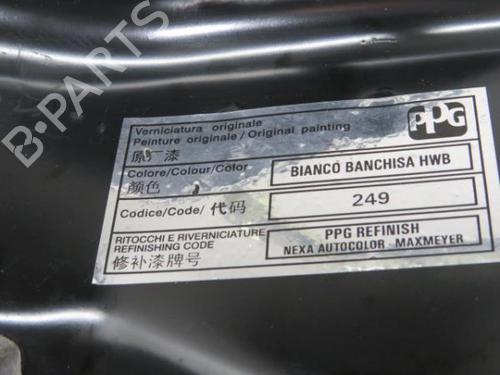 B-PARTS
Verniciatura originale
Peinture originale / Original painting
原厂漆
PPG
Colore/Colour/Color
颜色
BIANCO BANCHISA HWB
Codice/Code/代码
249
RITOCCHI E RIVERNICIATURE
REFINISHING CODE
修补漆牌号
PPG REFINISH
NEXA AUTOCOLOR MAXMEYER